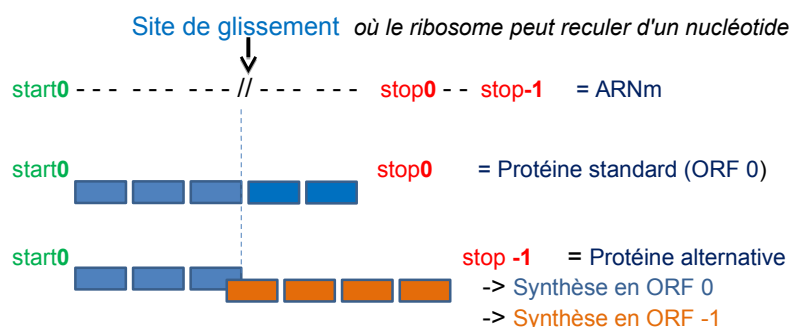 Site de glissement où le ribosome peut reculer d'un nucléotide
start0 - - - - - - - - - // - - - - - - - stop0 - - stop-1 = ARNm
start0 stop0 = Protéine standard (ORF 0)
start0 stop -1 = Protéine alternative
-> Synthèse en ORF 0
-> Synthèse en ORF -1